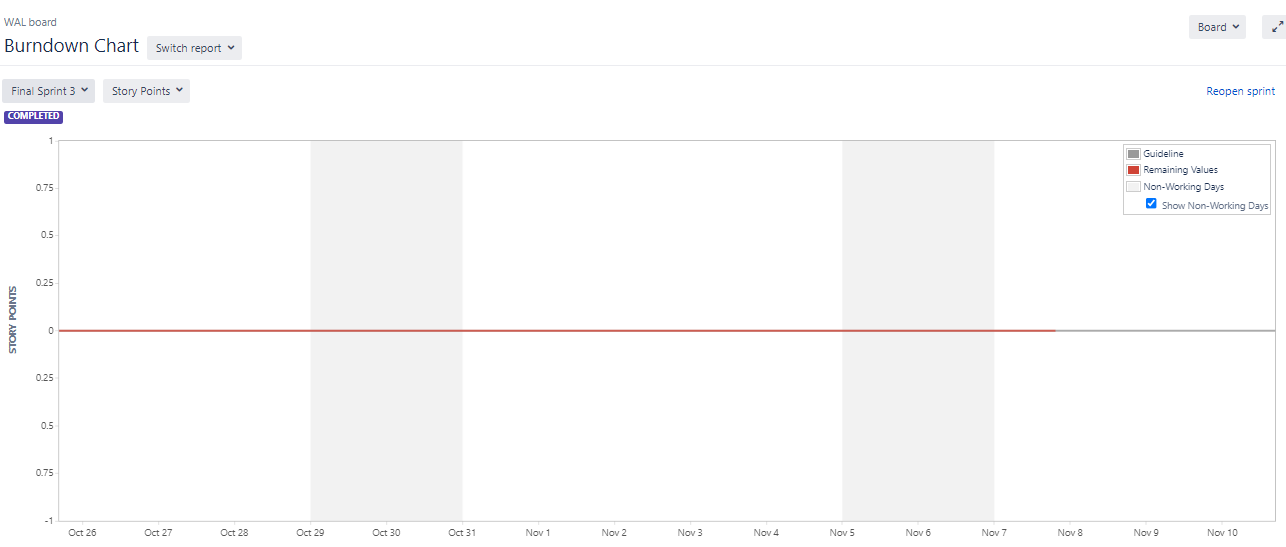 WAL board
Burndown Chart
Switch report
Board
Final Sprint 3
Story Points
Reopen sprint
COMPLETED
Guideline
Remaining Values
Non-Working Days
Show Non-Working Days
STORY POINTS
1
0.75
0.5
0.25
0
0.25
0.5
0.75
-1
Oct 26 Oct 27 Oct 28 Oct 29 Oct 30 Oct 31 Nov 1 Nov 2 Nov 3 Nov 4 Nov 5 Nov 6 Nov 7 Nov 8 Nov 9 Nov 10